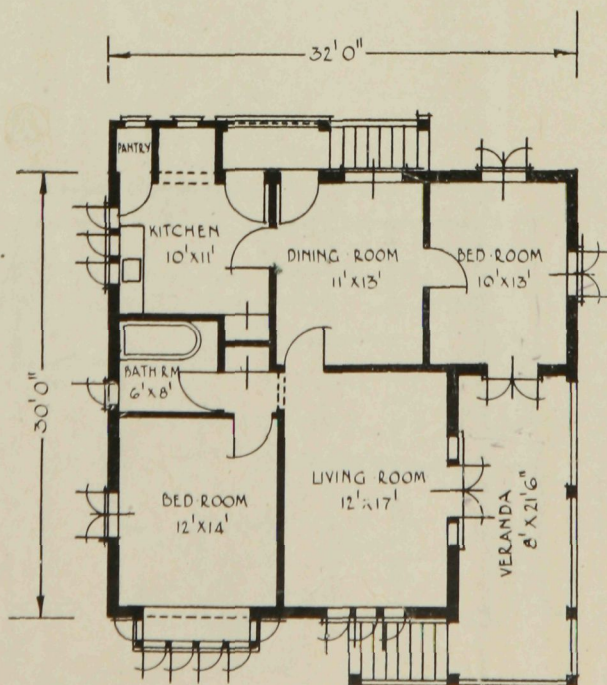 32'0"
PANTRY
KITCHEN
10'X11'
DINING ROOM
11'X13'
BED·ROOM
10'X13'
BATH RM
6'X8'
30'0"
BED·ROOM
12'X14'
LIVING·ROOM
12'X17'
VERANDA
8'X21'6"